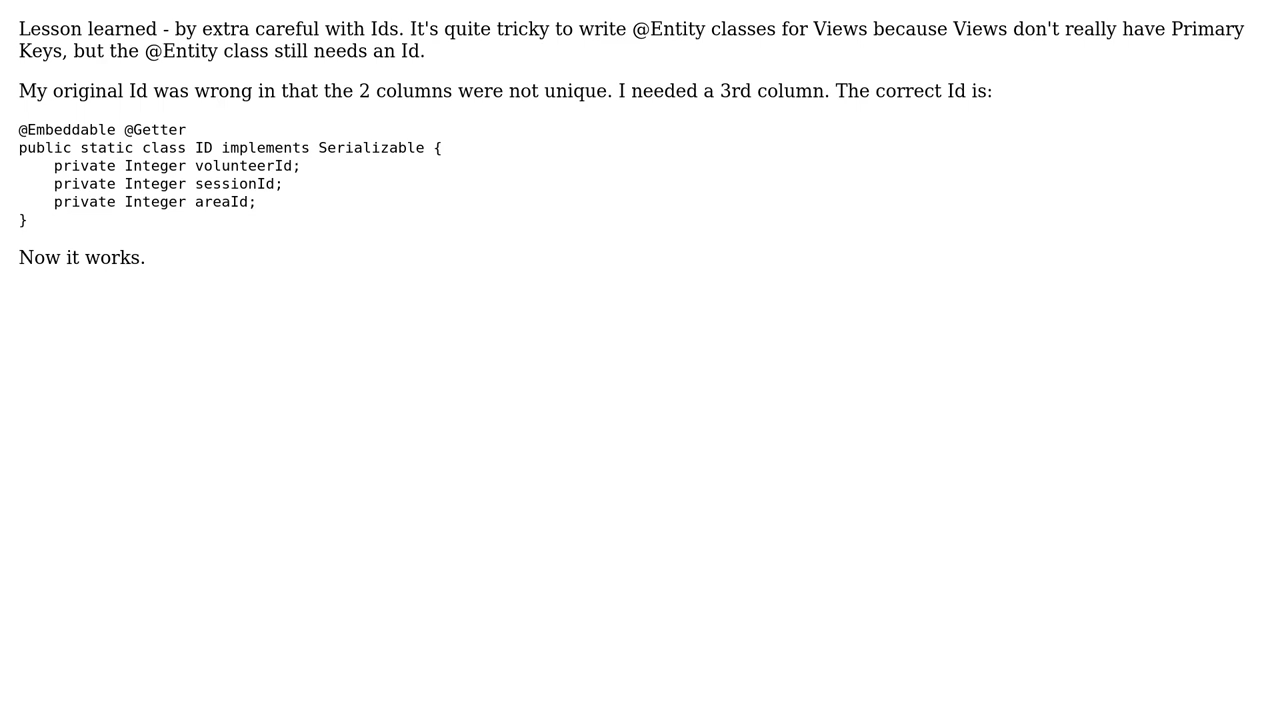 Lesson learned - by extra careful with Ids. It's quite tricky to write @Entity classes for Views because Views don't really have Primary
Keys, but the @Entity class still needs an Id.
My original Id was wrong in that the 2 columns were not unique. I needed a 3rd column. The correct Id is:
@Embeddable @Getter
public static class ID implements Serializable {
    private Integer volunteerId;
    private Integer sessionId;
    private Integer areaId;
}
Now it works.